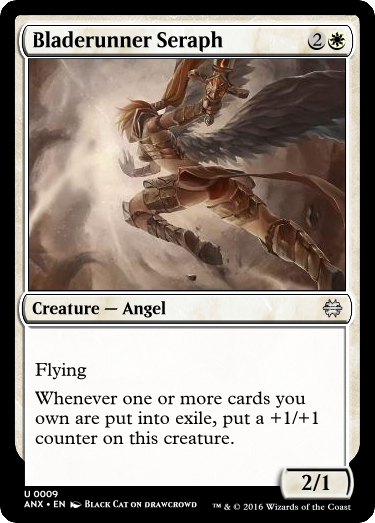 Bladerunner Seraph 2
Creature — Angel
Flying
Whenever one or more cards you
own are put into exile, put a +1/+1
counter on this creature.
2/1
U 0009
ANX • EN Black Cat on drawcrowd ™ & © 2016 Wizards of the Coast